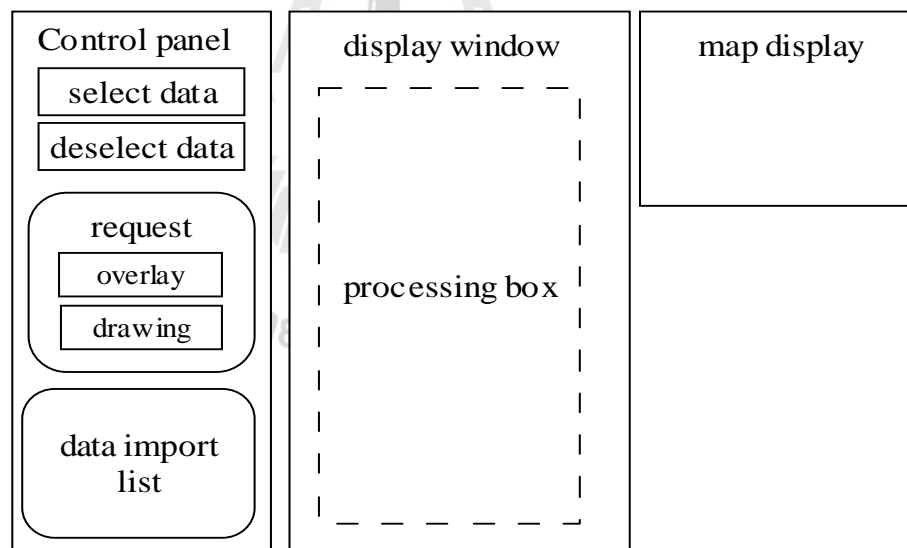 Control panel
select data
deselect data
request
overlay
drawing
data import
list
display window
processing box
map display